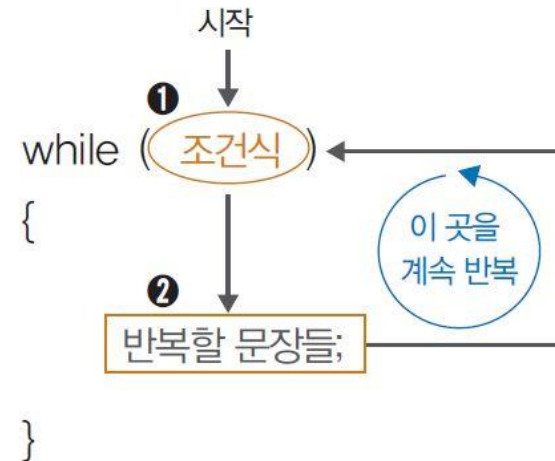 시작
❶
while (조건식)
{
이 곳을
계속 반복
❷
반복할 문장들;
}